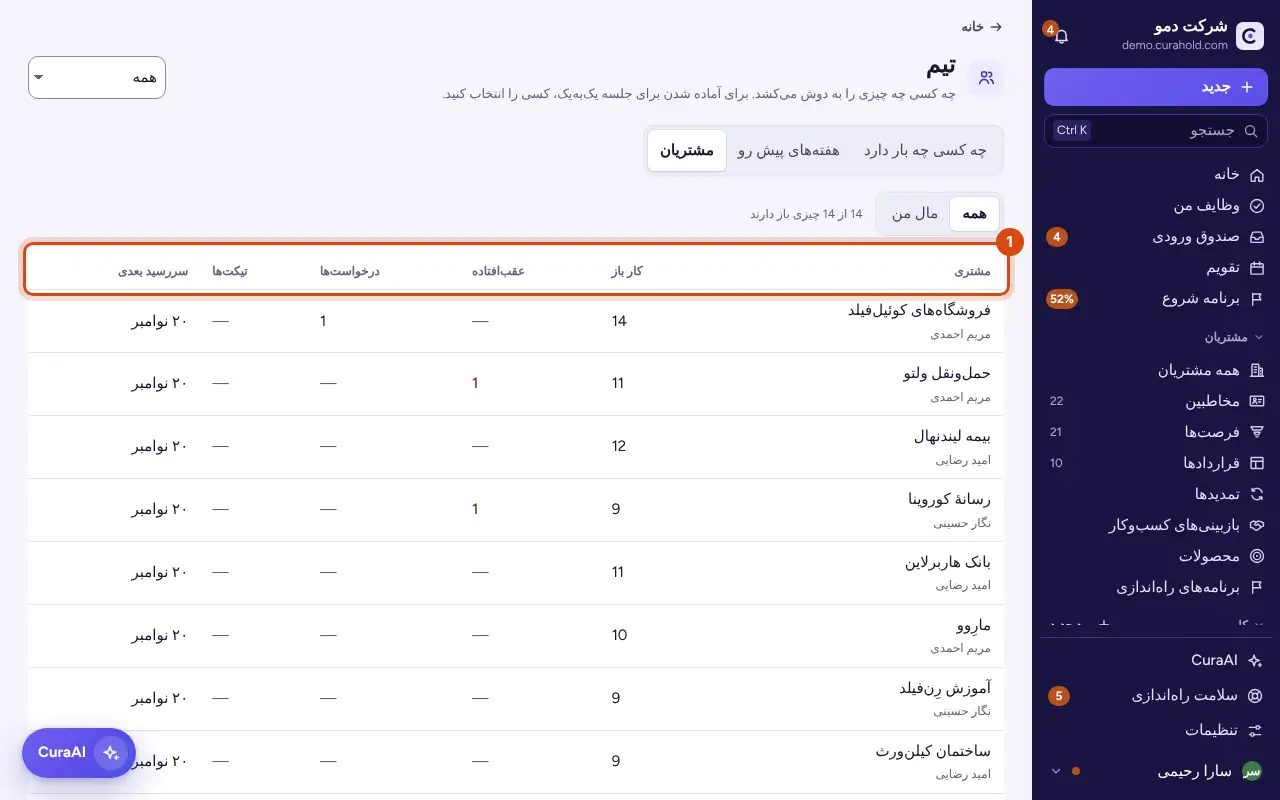 شرکت دمو
demo.curahold.com
4
+ جدید
جستجو
Ctrl K
خانه
وظایف من
صندوق ورودی 4
تقویم
برنامه شروع 52%
مشتریان
همه مشتریان
مخاطبین 22
فرصت‌ها 21
قراردادها 10
تمدیدها
بازبینی‌های کسب‌وکار
محصولات
برنامه‌های راه‌اندازی
CuraAI
سلامت راه‌اندازی 5
تنظیمات
سر سارا رحیمی
→ خانه
تیم
چه کسی چه چیزی را به دوش می‌کشد. برای آماده شدن برای جلسه یک‌به‌یک، کسی را انتخاب کنید.
همه
چه کسی چه بار دارد هفته‌های پیش رو مشتریان
همه مال من 14 از 14 چیزی باز دارند
1
مشتری کار باز عقب‌افتاده درخواست‌ها تیکت‌ها سررسید بعدی
فروشگاه‌های کوئیل‌فیلد 14 — 1 — ۲۰ نوامبر
مریم احمدی
حمل‌ونقل ولتو 11 1 — — ۲۰ نوامبر
مریم احمدی
بیمه لیندنهال 12 — — — ۲۰ نوامبر
امید رضایی
رسانهٔ کوروینا 9 1 — — ۲۰ نوامبر
نگار حسینی
بانک هاربرلاین 11 — — — ۲۰ نوامبر
امید رضایی
مارِوو 10 — — — ۲۰ نوامبر
مریم احمدی
آموزش رِن‌فیلد 9 — — — ۲۰ نوامبر
نگار حسینی
ساختمان کیلن‌ورث 9 — — — ۲۰ نوامبر
امید رضایی
CuraAI